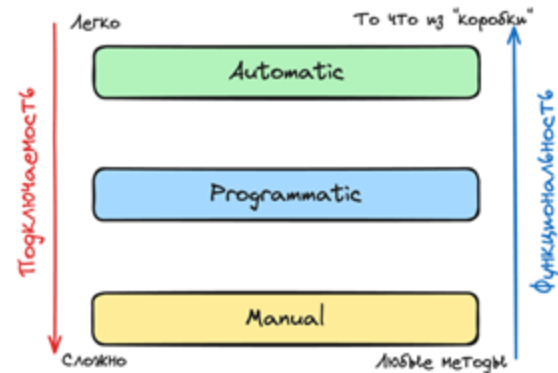 Легко
То что из "коробки"
Automatic
Подключаемость
Programmatic
Функциональность
Manual
Сложно
Любые методы